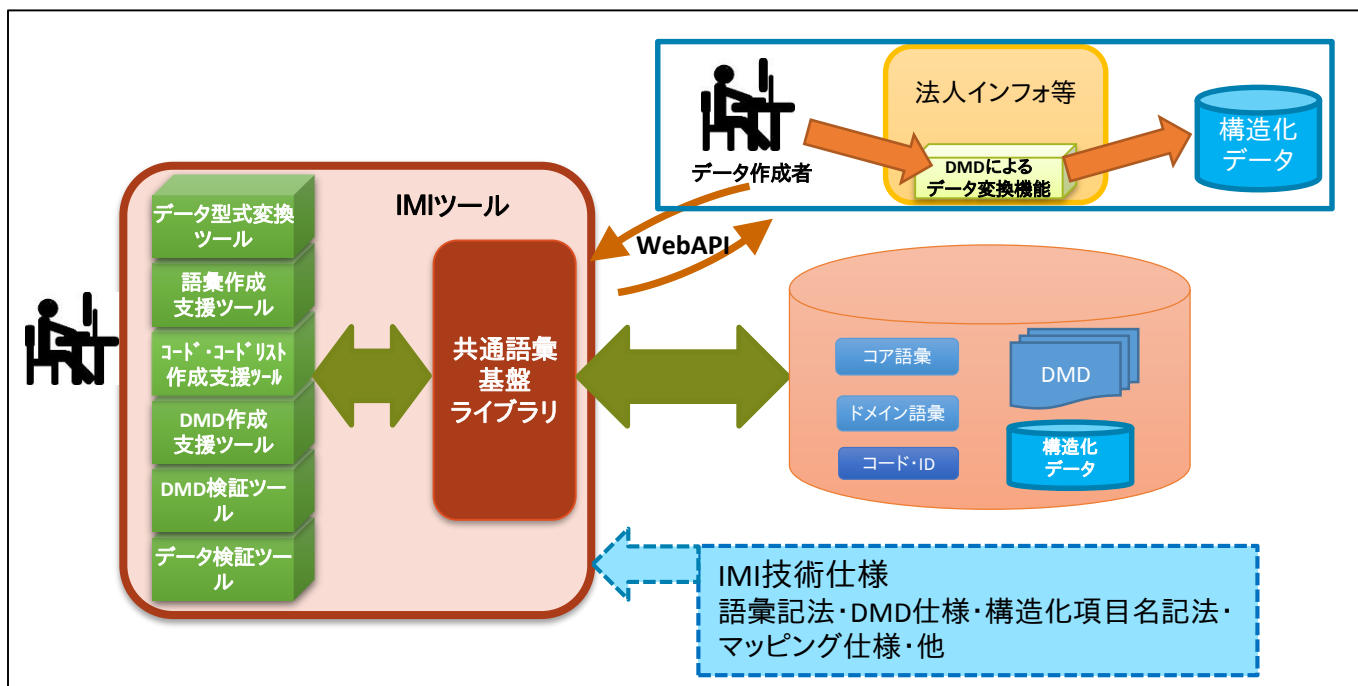 法人インフォ等
構造化
データ
データ作成者
DMDによる
データ変換機能
IMIツール
WebAPI
データ型式変換
ツール
語彙作成
支援ツール
コード・コードリスト
作成支援ツール
DMD作成
支援ツール
DMD検証ツー
ル
データ検証ツー
ル
共通語彙
基盤
ライブラリ
コア語彙
ドメイン語彙
コード・ID
DMD
構造化
データ
IMI技術仕様
語彙記法・DMD仕様・構造化項目名記法・
マッピング仕様・他